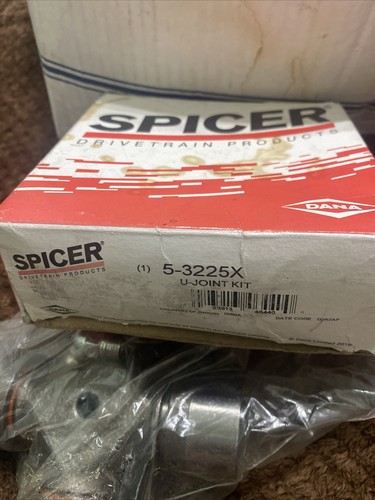 SPICER®
DRIVETRAIN PRODUCTS
DANA
SPICER®
DRIVETRAIN PRODUCTS
(1) 5-3225X
U-JOINT KIT
DATE CODE